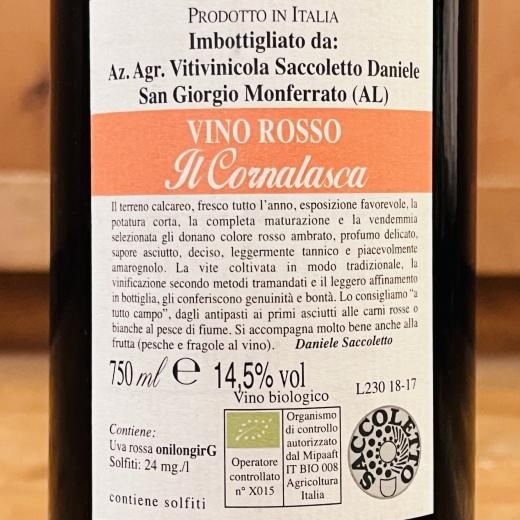 PRODOTTO IN ITALIA
Imbottigliato da:
Az. Agr. Vitivinicola Saccoletto Daniele
San Giorgio Monferrato (AL)
VINO ROSSO
Il Cornalasca
Il terreno calcareo, fresco tutto l'anno, esposizione favorevole, la
potatura corta, la completa maturazione e la vendemmia
selezionata gli donano colore rosso ambrato, profumo delicato,
sapore asciutto, deciso, leggermente tannico e piacevolmente
amarognolo. La vite coltivata in modo tradizionale, la
vinificazione secondo metodi tramandati e il leggero affinamento
in bottiglia, gli conferiscono genuinità e bontà. Lo consigliamo "a
tutto campo", dagli antipasti ai primi asciutti alle carni rosse o
bianche al pesce di fiume. Si accompagna molto bene anche alla
frutta (pesche e fragole al vino). Daniele Saccoletto
750 ml e 14,5% vol
Vino biologico
L230 18-17
Contiene:
Uva rossa onilongirG
Solfiti: 24 mg./l
contiene solfiti
Operatore
controllato
n° X015
Organismo
di controllo
autorizzato
dal Mipaaft
IT BIO 008
Agricoltura
Italia
SACCOLETTO